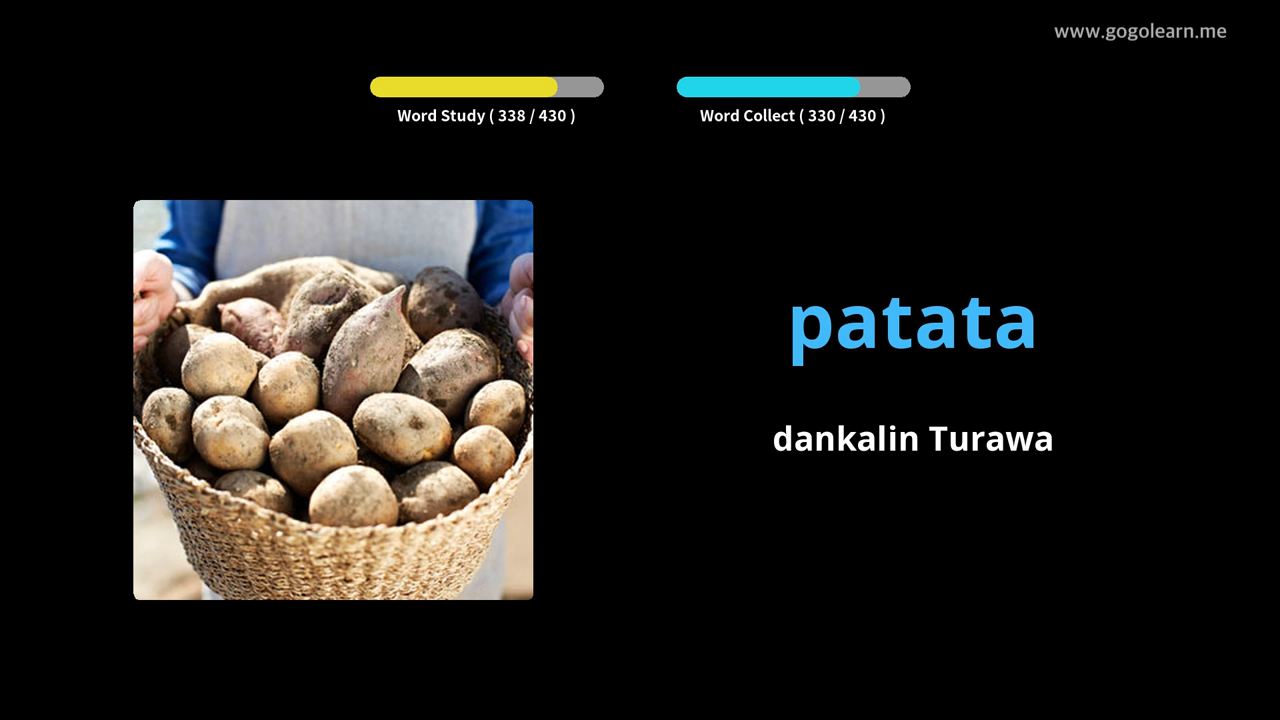 www.gogolearn.me
Word Study ( 338 / 430 )
Word Collect ( 330 / 430 )
patata
dankalin Turawa